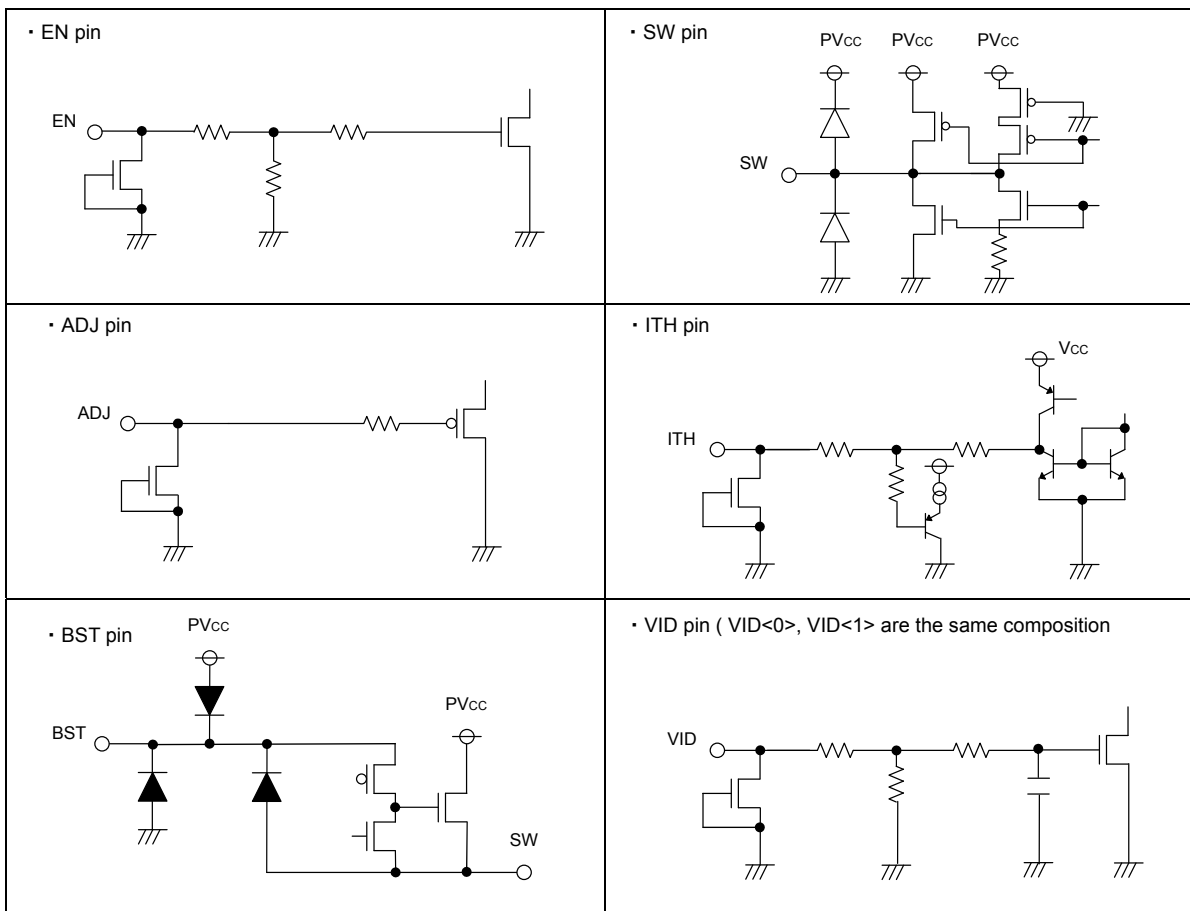 ・EN pin
EN
・SW pin
PVCC PVCC PVCC
SW
・ADJ pin
ADJ
・ITH pin
VCC
ITH
・BST pin
PVCC
PVCC
BST
SW
・VID pin ( VID<0>, VID<1> are the same composition
VID